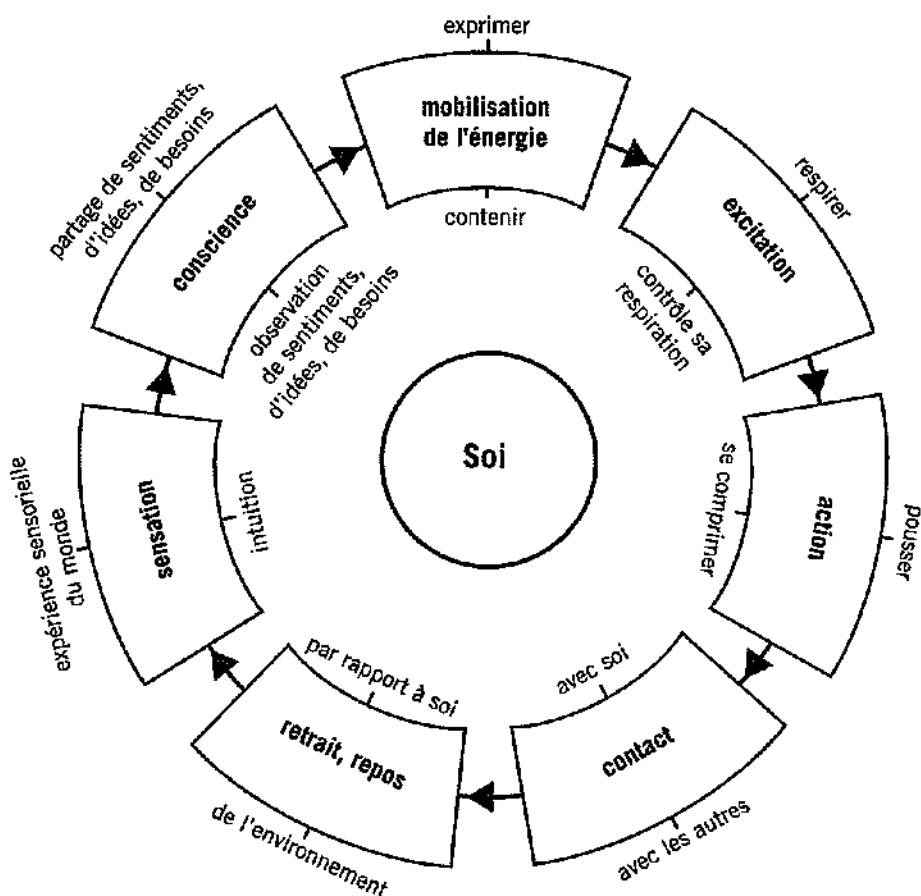 exprimer
mobilisation
de l'énergie
contenir
respirer
excitation
contrôle sa
respiration
pousser
action
se comprimer
avec soi
contact
avec les autres
par rapport à soi
retrait, repos
de l'environnement
expérience sensorielle
du monde
sensation
intuition
partage de sentiments,
d'idées, de besoins
conscience
observation
de sentiments,
d'idées, de besoins
Soi